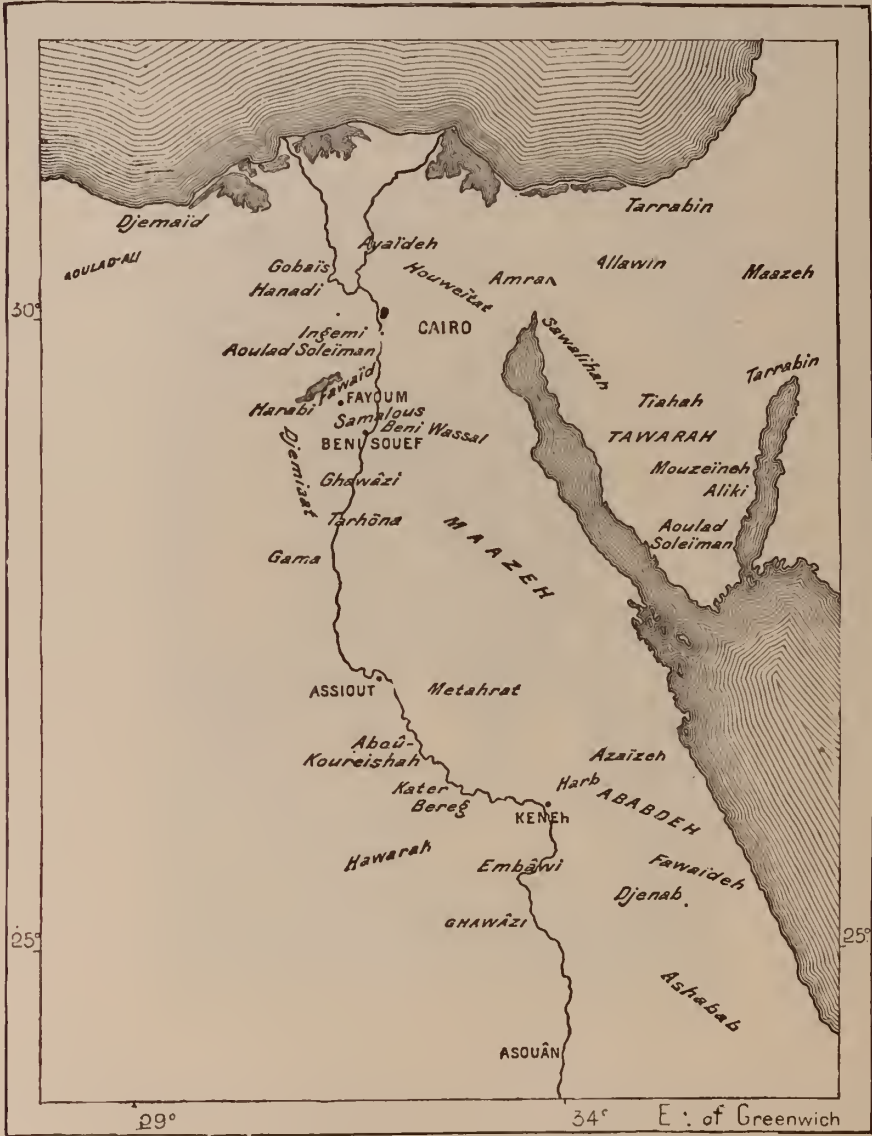 Djemaïd
Tarrabin
AOULAD-ALI
Ayaïdeh
Gobaïs
Hanadi
Houweïtat
Amran
Allawin
Maazeh
30°
CAIRO
Sawalihah
Ingemi
Aoulad Soleïman
Fawaïd
FAYOUM
Harabi
Samalous
Beni Wassal
BENI SOUEF
Tarrabin
Tiahah
TAWARAH
Mouzeïneh
Aliki
Djemiaat
Ghawâzi
Tarhôna
Gama
MAAZEH
Aoulad
Soleïman
ASSIOUT
Metahrat
Aboû-
Koureishah
Azaïzeh
Harb
ABABDEH
Kater
Bereg
KENEh
Hawarah
Embâwi
Fawaïdeh
Djenab
GHAWÂZI
25°
25°
Ashabab
ASOUÂN
29°
34°
E: of Greenwich